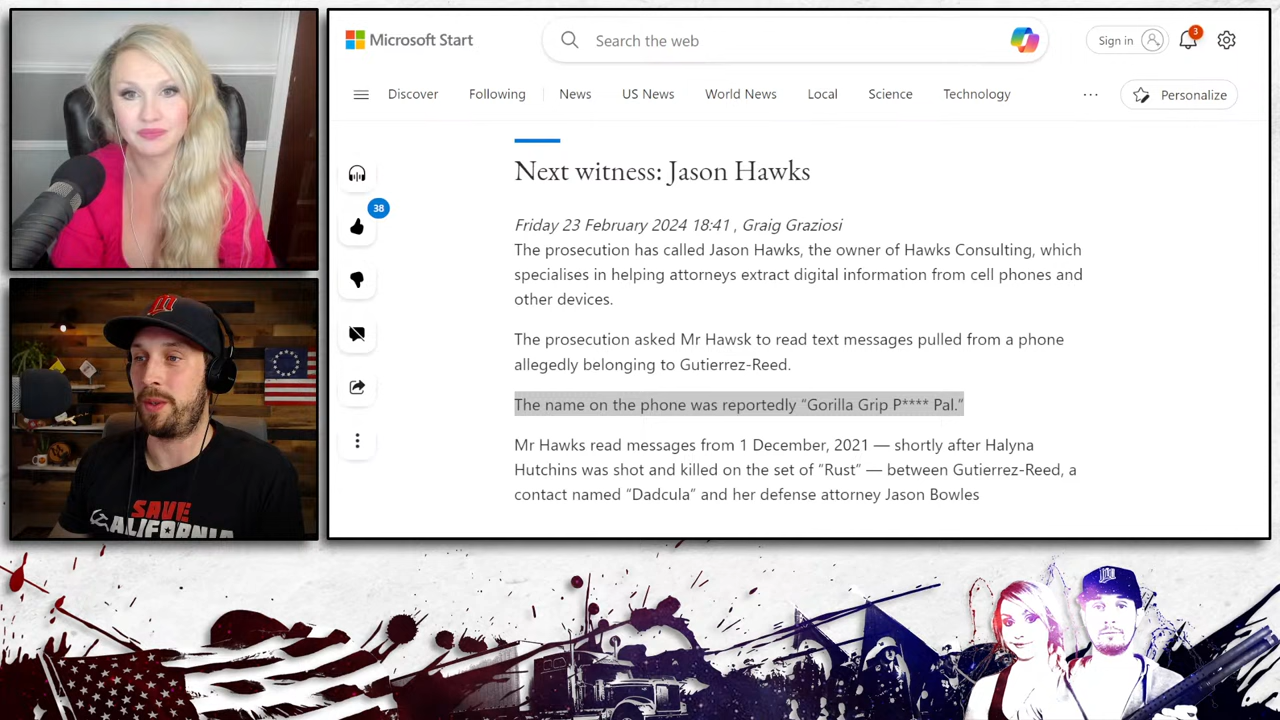 Microsoft Start
Search the web
Sign in
3
Discover
Following
News
US News
World News
Local
Science
Technology
Personalize
38
Next witness: Jason Hawks
Friday 23 February 2024 18:41 , Graig Graziosi
The prosecution has called Jason Hawks, the owner of Hawks Consulting, which
specialises in helping attorneys extract digital information from cell phones and
other devices.
The prosecution asked Mr Hawsk to read text messages pulled from a phone
allegedly belonging to Gutierrez-Reed.
The name on the phone was reportedly “Gorilla Grip P**** Pal.”
Mr Hawks read messages from 1 December, 2021 — shortly after Halyna
Hutchins was shot and killed on the set of “Rust” — between Gutierrez-Reed, a
contact named “Dadcula” and her defense attorney Jason Bowles
SAVE
CALIFORNIA